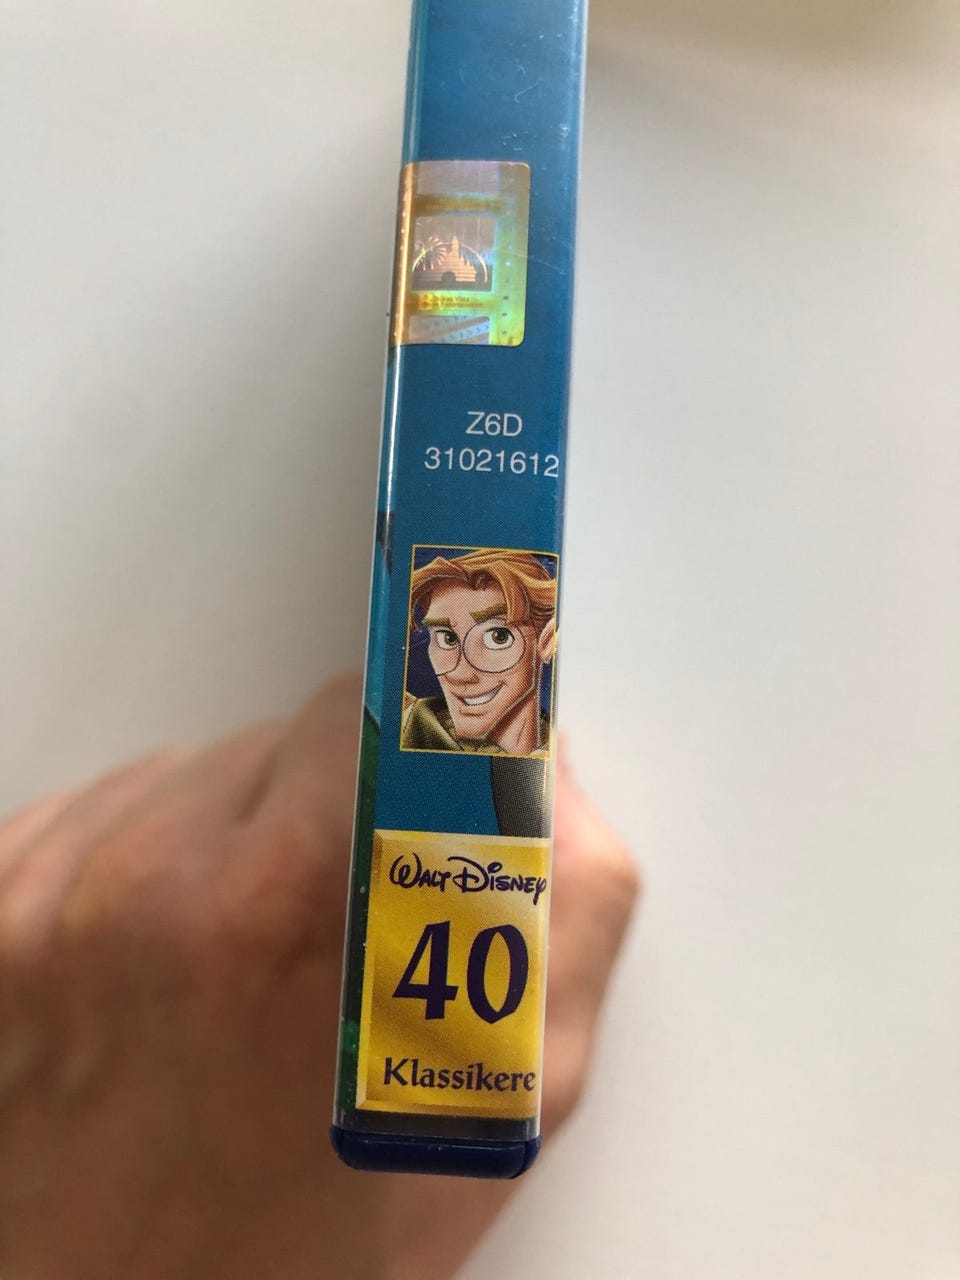 Z6D
31021612
Walt Disney
40
Klassikere